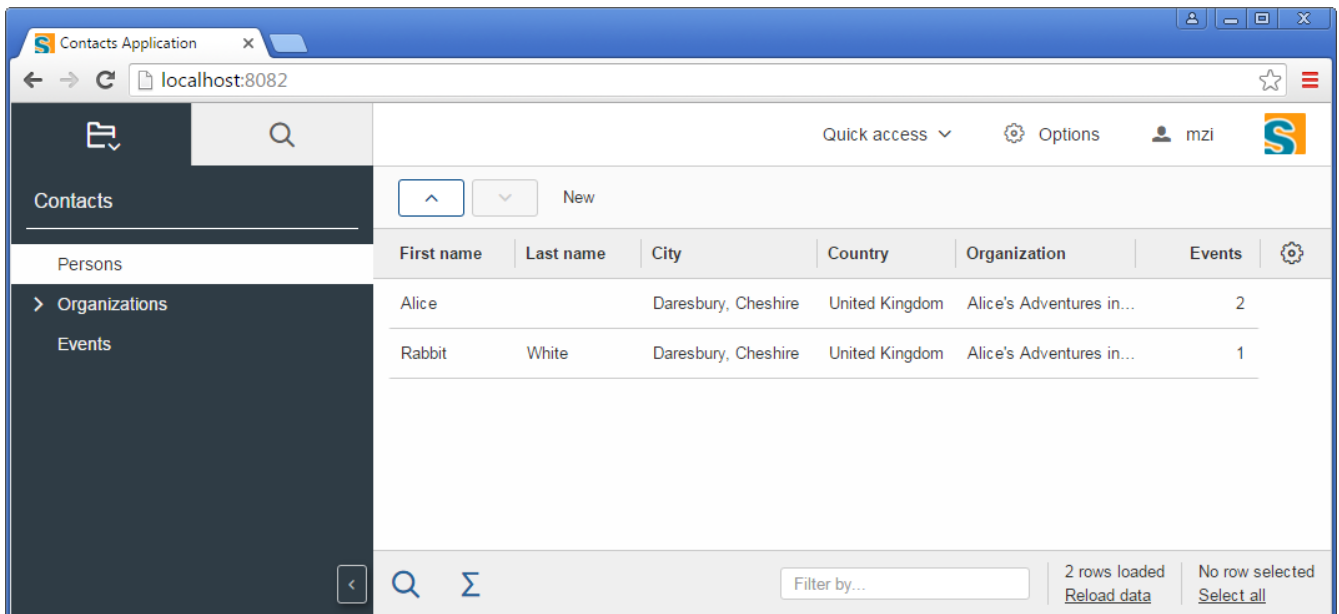 Contacts Application
localhost:8082
Quick access Options mzi
Contacts
New
First name Last name City Country Organization Events
Persons
Organizations
Events
Alice Daresbury, Cheshire United Kingdom Alice's Adventures in... 2
Rabbit White Daresbury, Cheshire United Kingdom Alice's Adventures in... 1
Filter by...
2 rows loaded
Reload data
No row selected
Select all